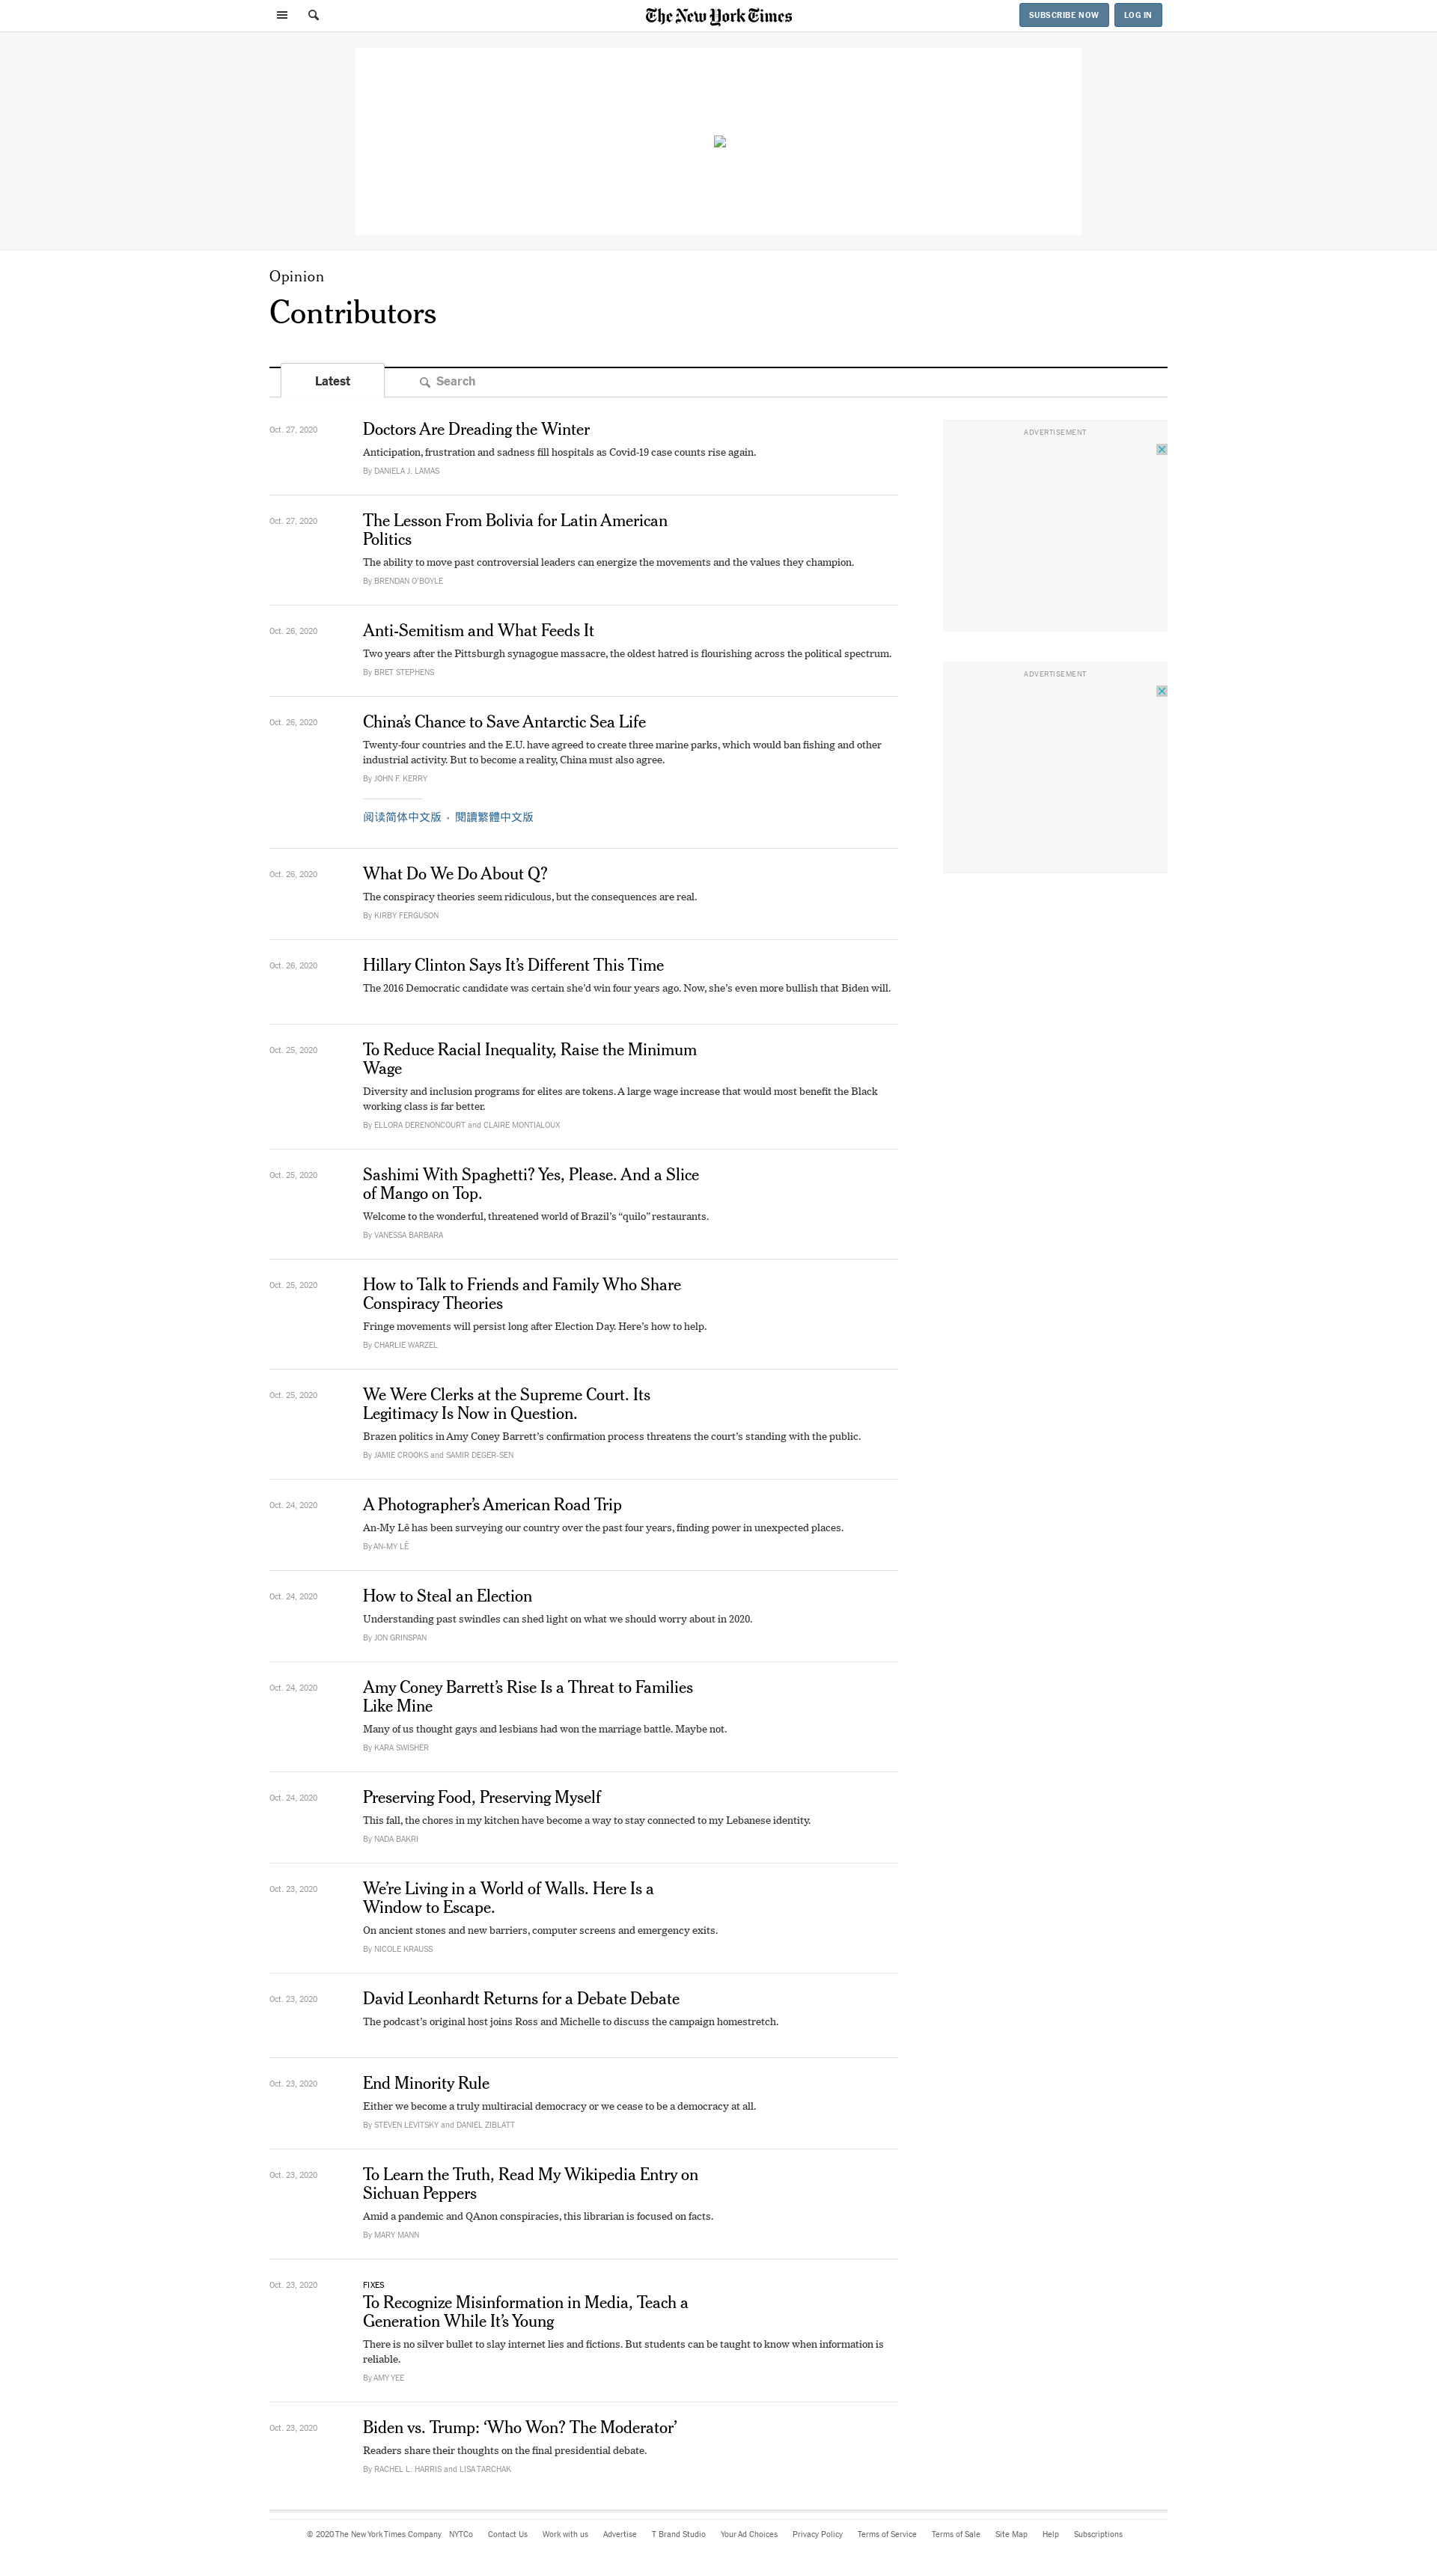 The New York Times
SUBSCRIBE NOW
LOG IN
Opinion
Contributors
Latest
Search
Oct. 27, 2020
Doctors Are Dreading the Winter
Anticipation, frustration and sadness fill hospitals as Covid-19 case counts rise again.
By DANIELA J. LAMAS
ADVERTISEMENT
Oct. 27, 2020
The Lesson From Bolivia for Latin American
Politics
The ability to move past controversial leaders can energize the movements and the values they champion.
By BRENDAN O'BOYLE
Oct. 26, 2020
Anti-Semitism and What Feeds It
Two years after the Pittsburgh synagogue massacre, the oldest hatred is flourishing across the political spectrum.
By BRET STEPHENS
ADVERTISEMENT
Oct. 26, 2020
China’s Chance to Save Antarctic Sea Life
Twenty-four countries and the E.U. have agreed to create three marine parks, which would ban fishing and other
industrial activity. But to become a reality, China must also agree.
By JOHN F. KERRY
阅读简体中文版 • 閱讀繁體中文版
Oct. 26, 2020
What Do We Do About Q?
The conspiracy theories seem ridiculous, but the consequences are real.
By KIRBY FERGUSON
Oct. 26, 2020
Hillary Clinton Says It’s Different This Time
The 2016 Democratic candidate was certain she’d win four years ago. Now, she’s even more bullish that Biden will.
Oct. 25, 2020
To Reduce Racial Inequality, Raise the Minimum
Wage
Diversity and inclusion programs for elites are tokens. A large wage increase that would most benefit the Black
working class is far better.
By ELLORA DERENONCOURT and CLAIRE MONTIALOUX
Oct. 25, 2020
Sashimi With Spaghetti? Yes, Please. And a Slice
of Mango on Top.
Welcome to the wonderful, threatened world of Brazil’s “quilo” restaurants.
By VANESSA BARBARA
Oct. 25, 2020
How to Talk to Friends and Family Who Share
Conspiracy Theories
Fringe movements will persist long after Election Day. Here’s how to help.
By CHARLIE WARZEL
Oct. 25, 2020
We Were Clerks at the Supreme Court. Its
Legitimacy Is Now in Question.
Brazen politics in Amy Coney Barrett’s confirmation process threatens the court’s standing with the public.
By JAMIE CROOKS and SAMIR DEGER-SEN
Oct. 24, 2020
A Photographer’s American Road Trip
An-My Lê has been surveying our country over the past four years, finding power in unexpected places.
By AN-MY LÊ
Oct. 24, 2020
How to Steal an Election
Understanding past swindles can shed light on what we should worry about in 2020.
By JON GRINSPAN
Oct. 24, 2020
Amy Coney Barrett’s Rise Is a Threat to Families
Like Mine
Many of us thought gays and lesbians had won the marriage battle. Maybe not.
By KARA SWISHER
Oct. 24, 2020
Preserving Food, Preserving Myself
This fall, the chores in my kitchen have become a way to stay connected to my Lebanese identity.
By NADA BAKRI
Oct. 23, 2020
We’re Living in a World of Walls. Here Is a
Window to Escape.
On ancient stones and new barriers, computer screens and emergency exits.
By NICOLE KRAUSS
Oct. 23, 2020
David Leonhardt Returns for a Debate Debate
The podcast’s original host joins Ross and Michelle to discuss the campaign homestretch.
Oct. 23, 2020
End Minority Rule
Either we become a truly multiracial democracy or we cease to be a democracy at all.
By STEVEN LEVITSKY and DANIEL ZIBLATT
Oct. 23, 2020
To Learn the Truth, Read My Wikipedia Entry on
Sichuan Peppers
Amid a pandemic and QAnon conspiracies, this librarian is focused on facts.
By MARY MANN
Oct. 23, 2020
FIXES
To Recognize Misinformation in Media, Teach a
Generation While It’s Young
There is no silver bullet to slay internet lies and fictions. But students can be taught to know when information is
reliable.
By AMY YEE
Oct. 23, 2020
Biden vs. Trump: ‘Who Won? The Moderator’
Readers share their thoughts on the final presidential debate.
By RACHEL L. HARRIS and LISA TARCHAK
© 2020 The New York Times Company NYTCo Contact Us Work with us Advertise T Brand Studio Your Ad Choices Privacy Policy Terms of Service Terms of Sale Site Map Help Subscriptions